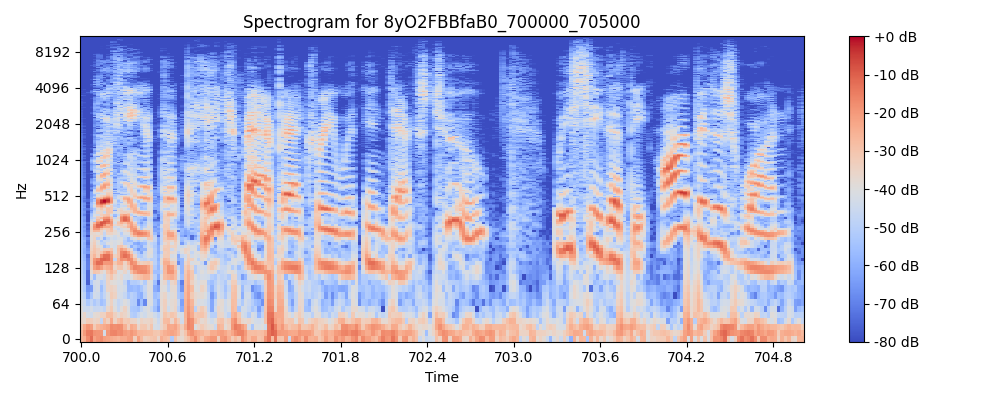 Spectrogram for 8yO2FBBfaB0_700000_705000
Hz
8192
4096
2048
1024
512
256
128
64
0
700.0 700.6 701.2 701.8 702.4 703.0 703.6 704.2 704.8
Time
+0 dB
-10 dB
-20 dB
-30 dB
-40 dB
-50 dB
-60 dB
-70 dB
-80 dB